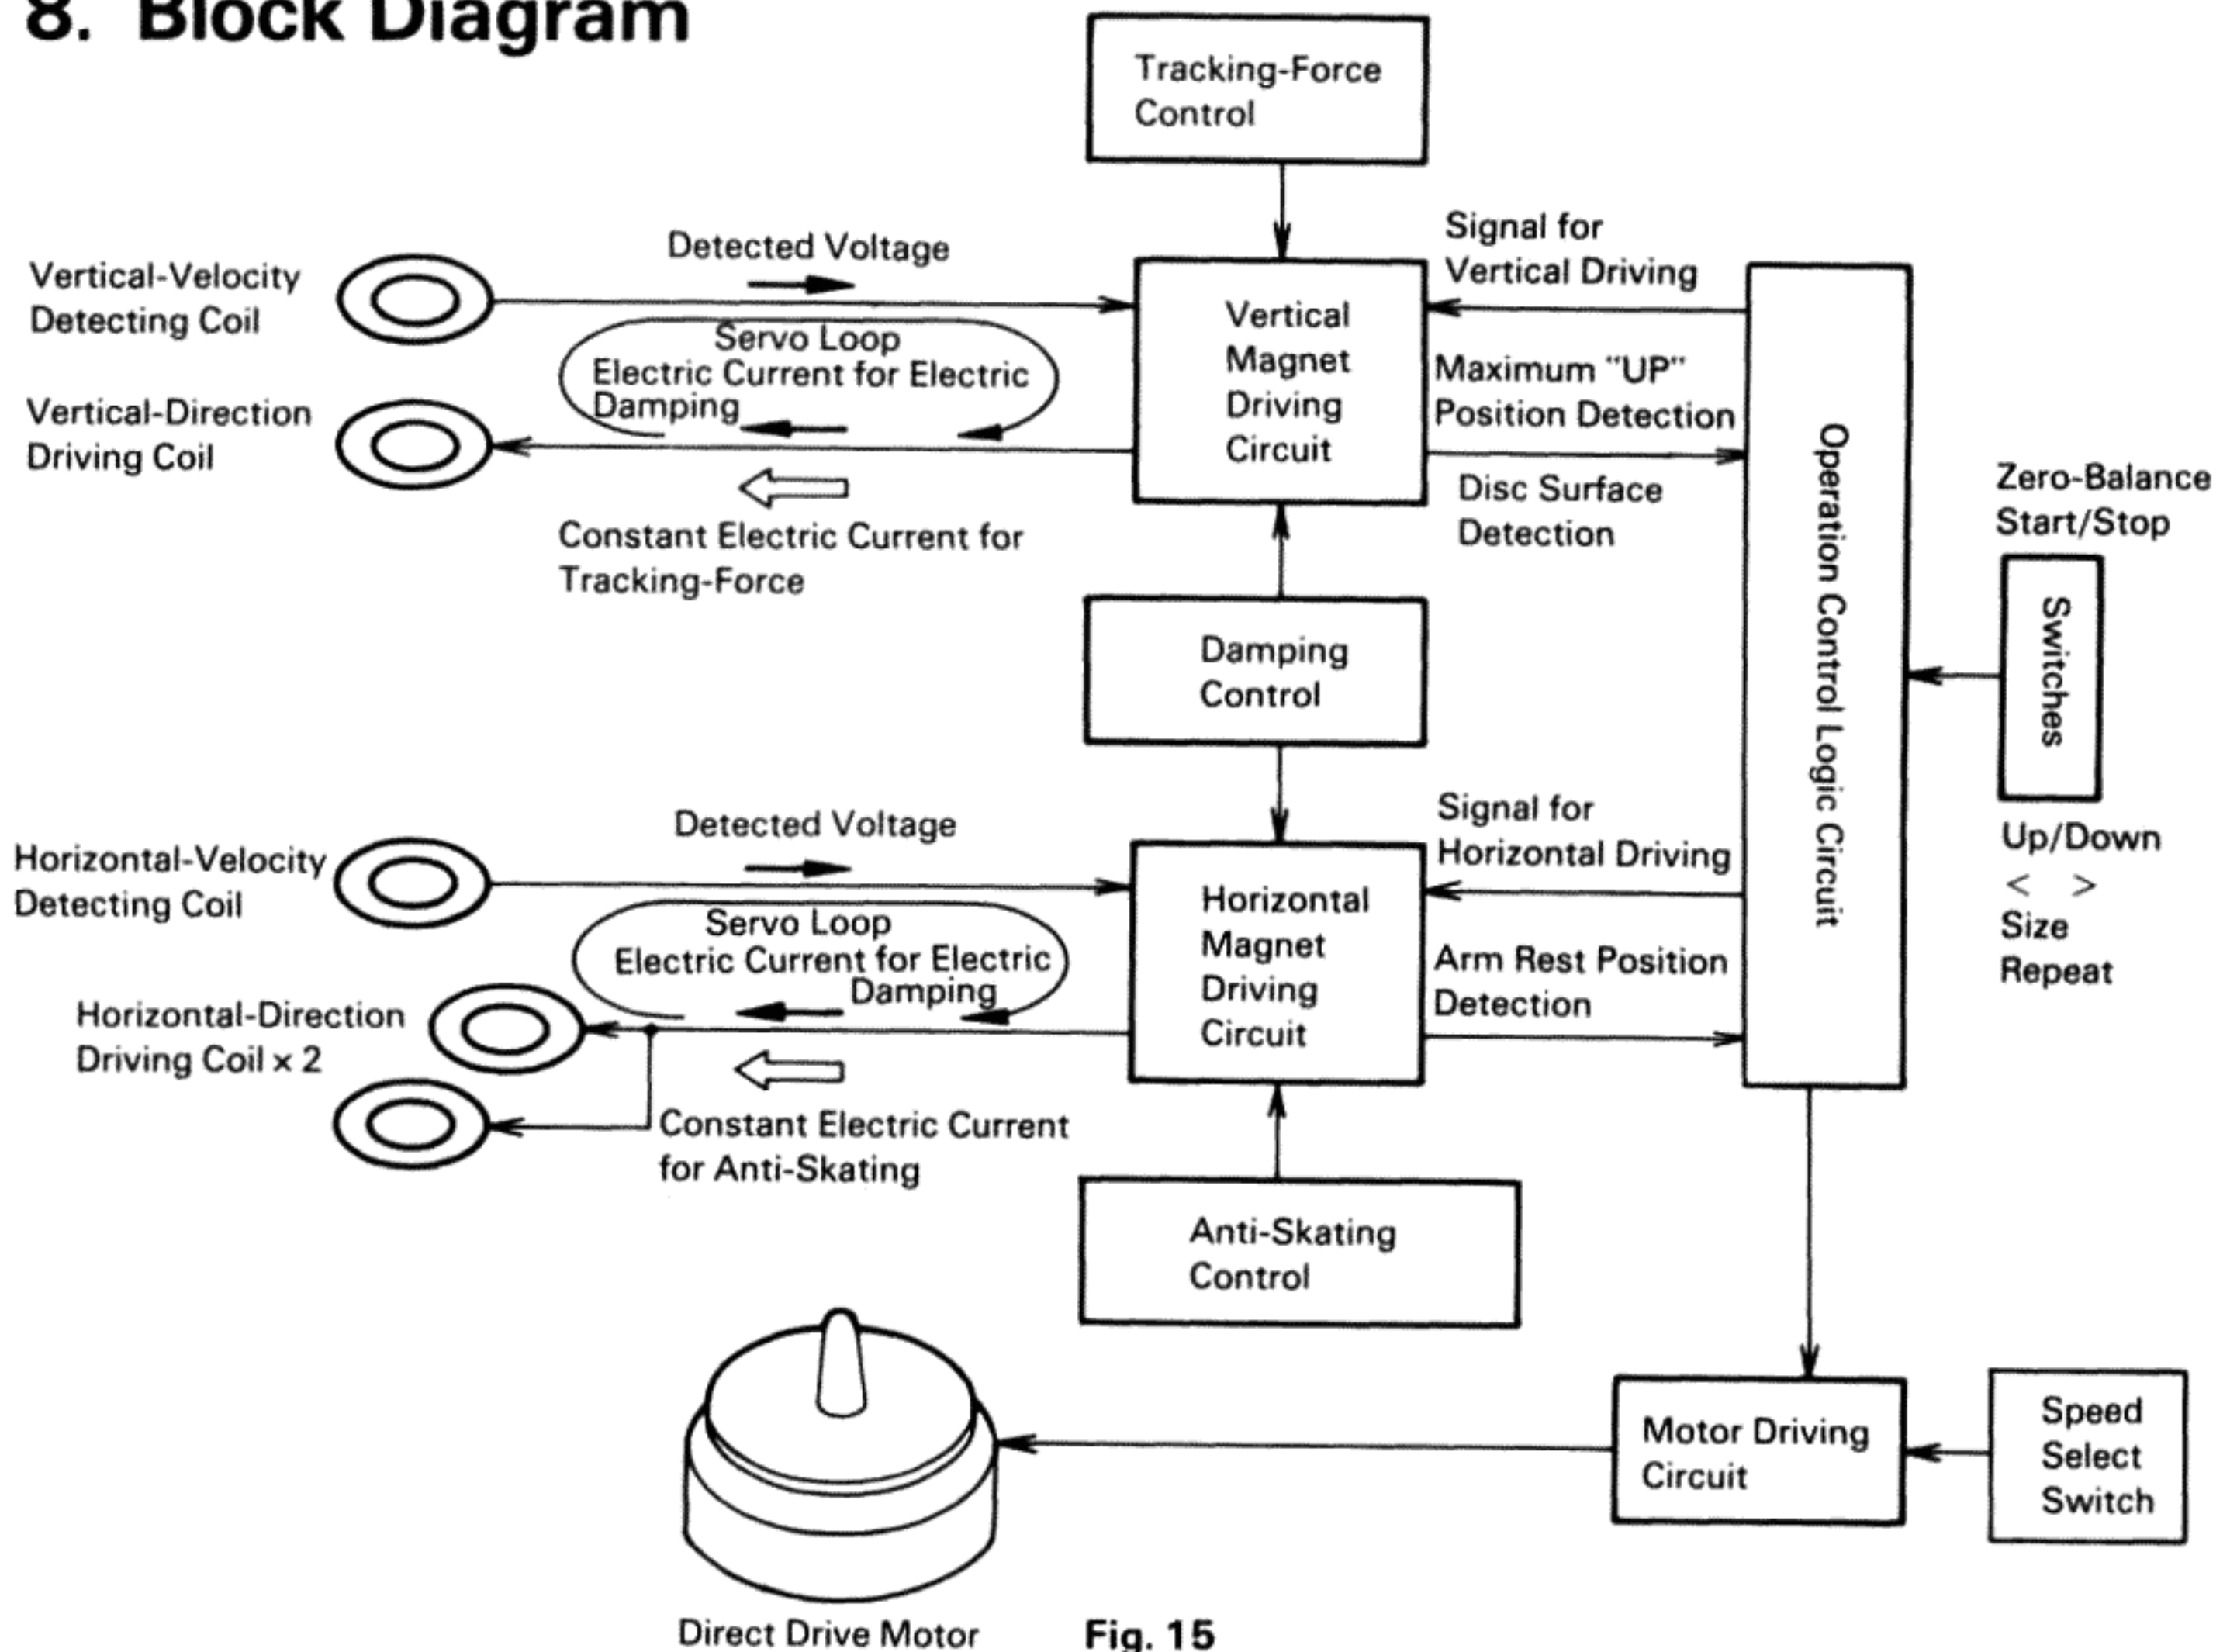 8. Block Diagram
Tracking-Force
Control
Signal for
Vertical Driving
Detected Voltage
Vertical-Velocity
Detecting Coil
Servo Loop
Electric Current for Electric
Damping
Vertical
Magnet
Driving
Circuit
Maximum "UP"
Position Detection
Vertical-Direction
Driving Coil
Disc Surface
Detection
Constant Electric Current for
Tracking-Force
Operation Control Logic Circuit
Zero-Balance
Start/Stop
Switches
Up/Down
< >
Size
Repeat
Damping
Control
Signal for
Horizontal Driving
Detected Voltage
Horizontal-Velocity
Detecting Coil
Servo Loop
Electric Current for Electric
Damping
Horizontal
Magnet
Driving
Circuit
Arm Rest Position
Detection
Horizontal-Direction
Driving Coil x 2
Constant Electric Current
for Anti-Skating
Anti-Skating
Control
Motor Driving
Circuit
Speed
Select
Switch
Direct Drive Motor
Fig. 15